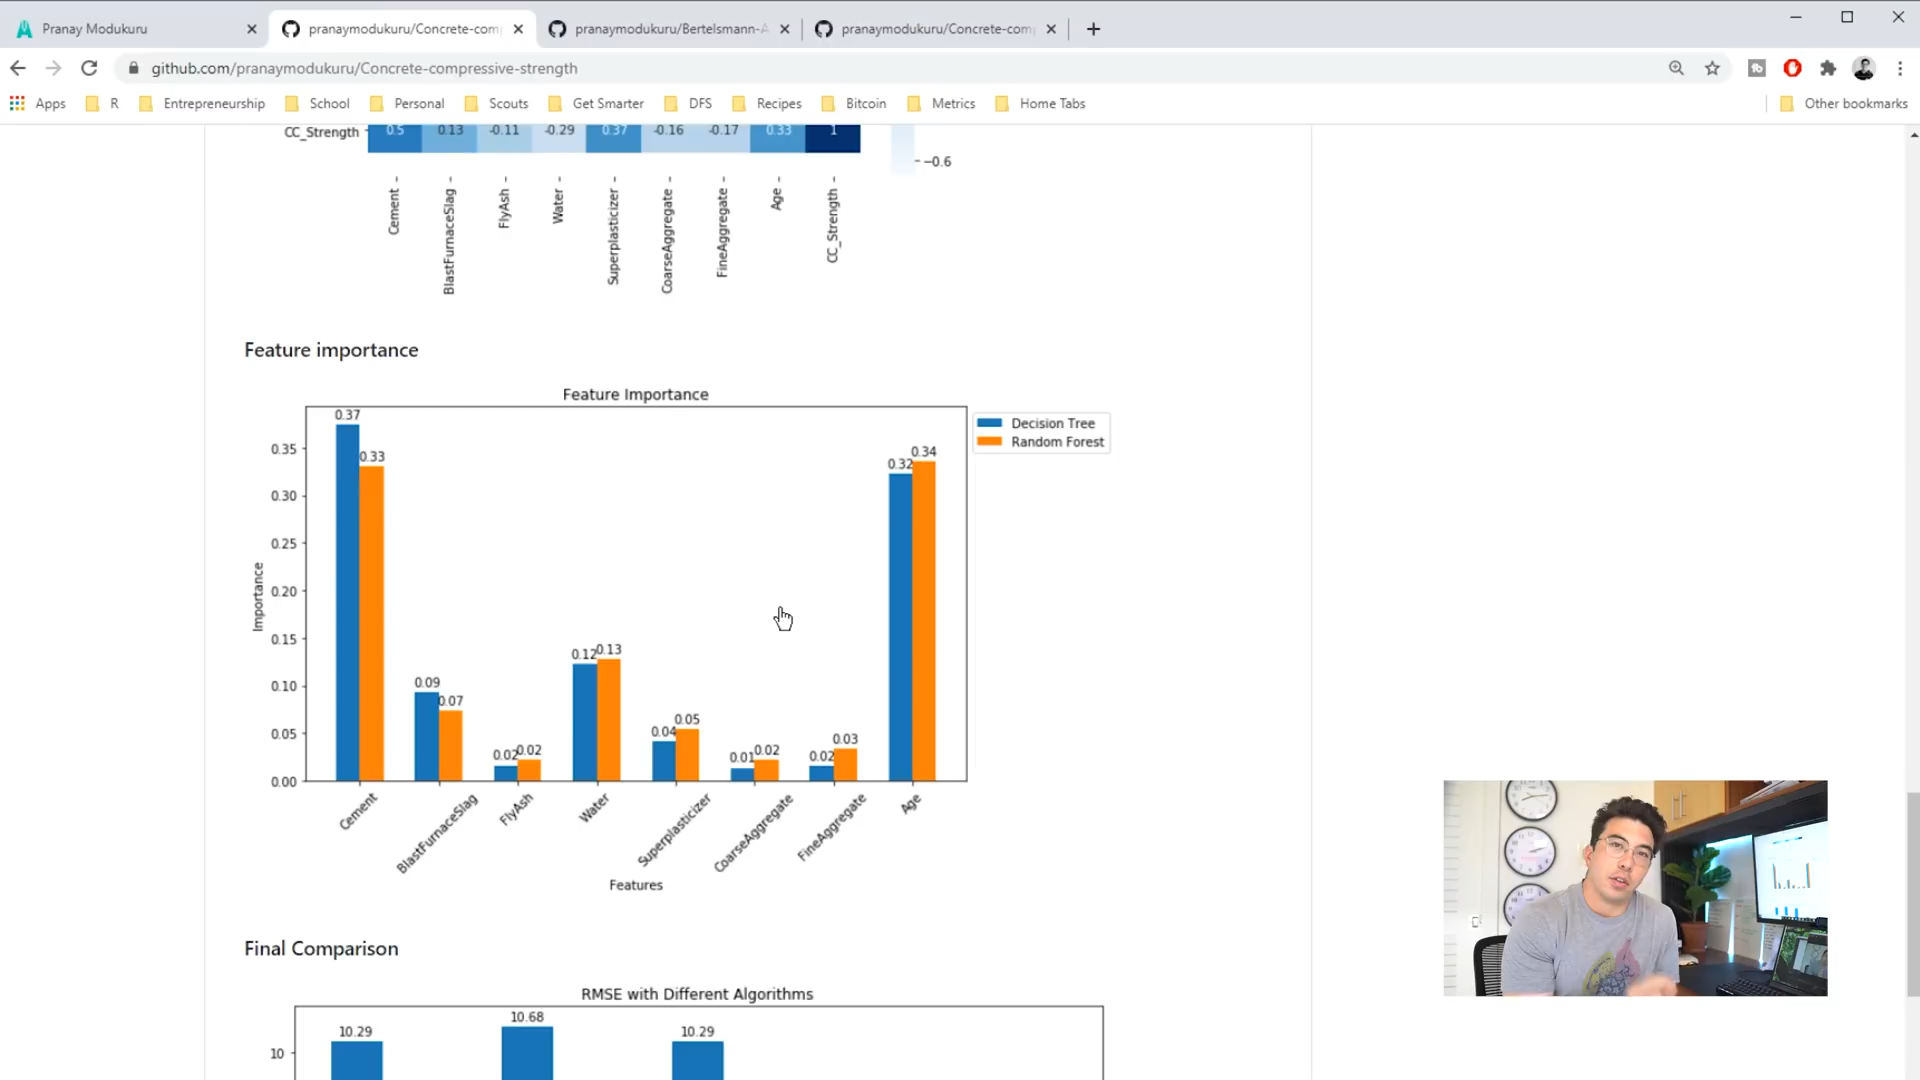 Pranay Modukuru
pranaymodukuru/Concrete-com
pranaymodukuru/Bertelsmann-A
pranaymodukuru/Concrete-com
github.com/pranaymodukuru/Concrete-compressive-strength
Apps
R
Entrepreneurship
School
Personal
Scouts
Get Smarter
DFS
Recipes
Bitcoin
Metrics
Home Tabs
Other bookmarks
CC_Strength
0.5 0.13 -0.11 -0.29 0.37 -0.16 -0.17 0.33 1
−0.6
Cement
BlastFurnaceSlag
FlyAsh
Water
Superplasticizer
CoarseAggregate
FineAggregate
Age
CC_Strength
Feature importance
Feature Importance
Decision Tree
Random Forest
Importance
0.35
0.30
0.25
0.20
0.15
0.10
0.05
0.00
0.37
0.33
0.09
0.07
0.02
0.02
0.12
0.13
0.04
0.05
0.01
0.02
0.02
0.03
0.32
0.34
Cement
BlastFurnaceSlag
FlyAsh
Water
Superplasticizer
CoarseAggregate
FineAggregate
Age
Features
Final Comparison
RMSE with Different Algorithms
10
10.29
10.68
10.29